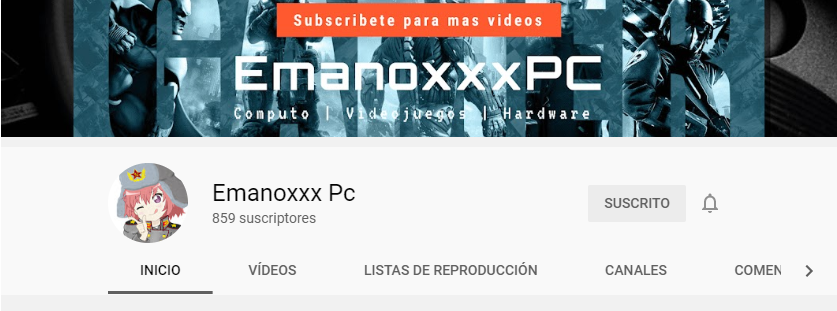 Subscribete para mas videos
EmanoxxxPC
Computo | Videojuegos | Hardware
Emanoxxx Pc
859 suscriptores
SUSCRITO
INICIO VÍDEOS LISTAS DE REPRODUCCIÓN CANALES COMEN